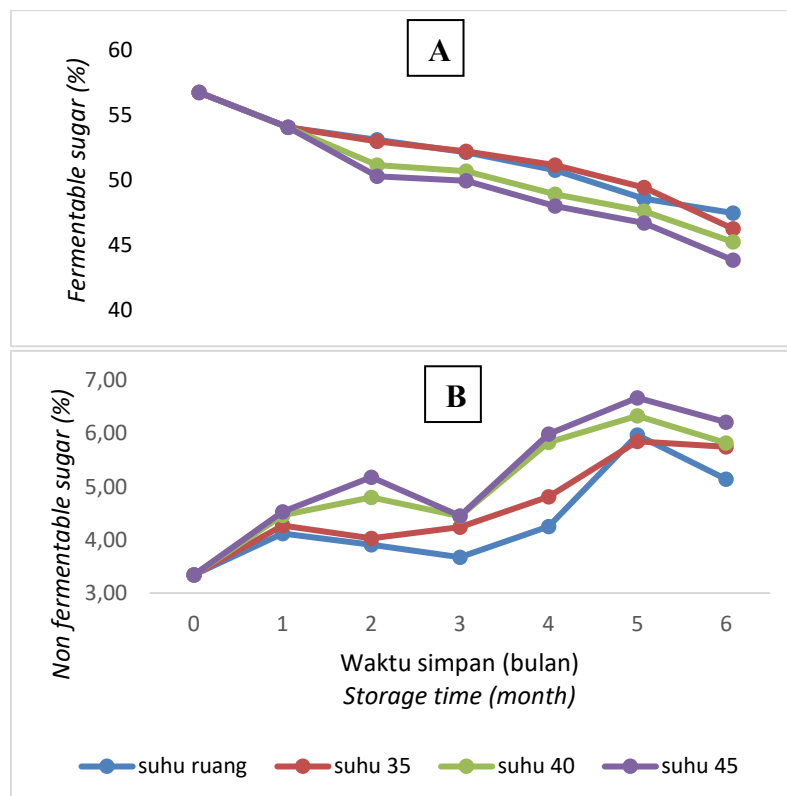 A
Fermentable sugar (%)
60
55
50
45
40
B
Non fermentable sugar (%)
7,00
6,00
5,00
4,00
3,00
0 1 2 3 4 5 6
Waktu simpan (bulan)
Storage time (month)
suhu ruang suhu 35 suhu 40 suhu 45